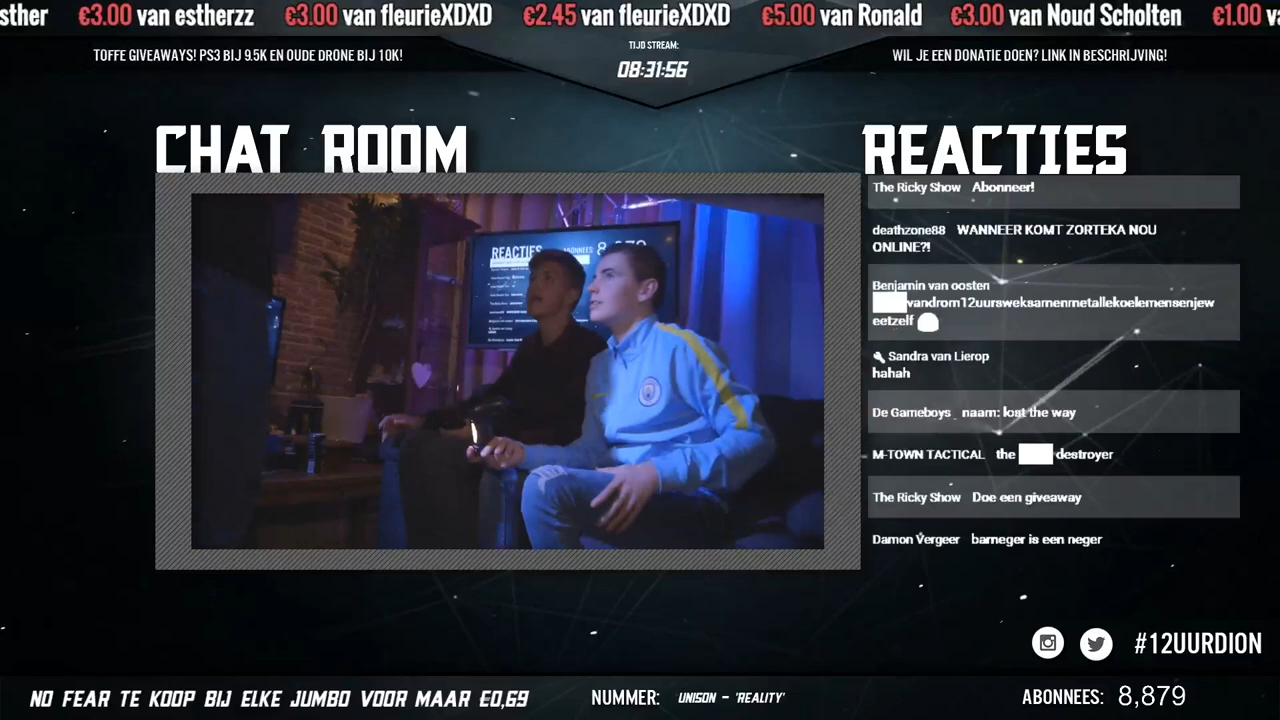 sther €3.00 van estherzz €3.00 van fleurieXDXD €2.45 van fleurieXDXD €5.00 van Ronald €3.00 van Noud Scholten €1.00 va
TOFFE GIVEAWAYS! PS3 BIJ 9.5K EN OUDE DRONE BIJ 10K!
TIJD STREAM:
08:31:56
WIL JE EEN DONATIE DOEN? LINK IN BESCHRIJVING!
CHAT ROOM
REACTIES
REACTIES
ABONNEES
The Ricky Show Abonneer!
deathzone88 WANNEER KOMT ZORTEKA NOU
ONLINE?!
Benjamin van oosten
vandrom12uursweksamenmetallekoelemensenjew
eetzelf
Sandra van Lierop
hahah
De Gameboys naam: lost the way
M-TOWN TACTICAL the destroyer
The Ricky Show Doe een giveaway
Damon Vergeer barneger is een neger
#12UURDION
NO FEAR TE KOOP BIJ ELKE JUMBO VOOR MAAR €0,69
NUMMER: UNISON - 'REALITY'
ABONNEES: 8,879